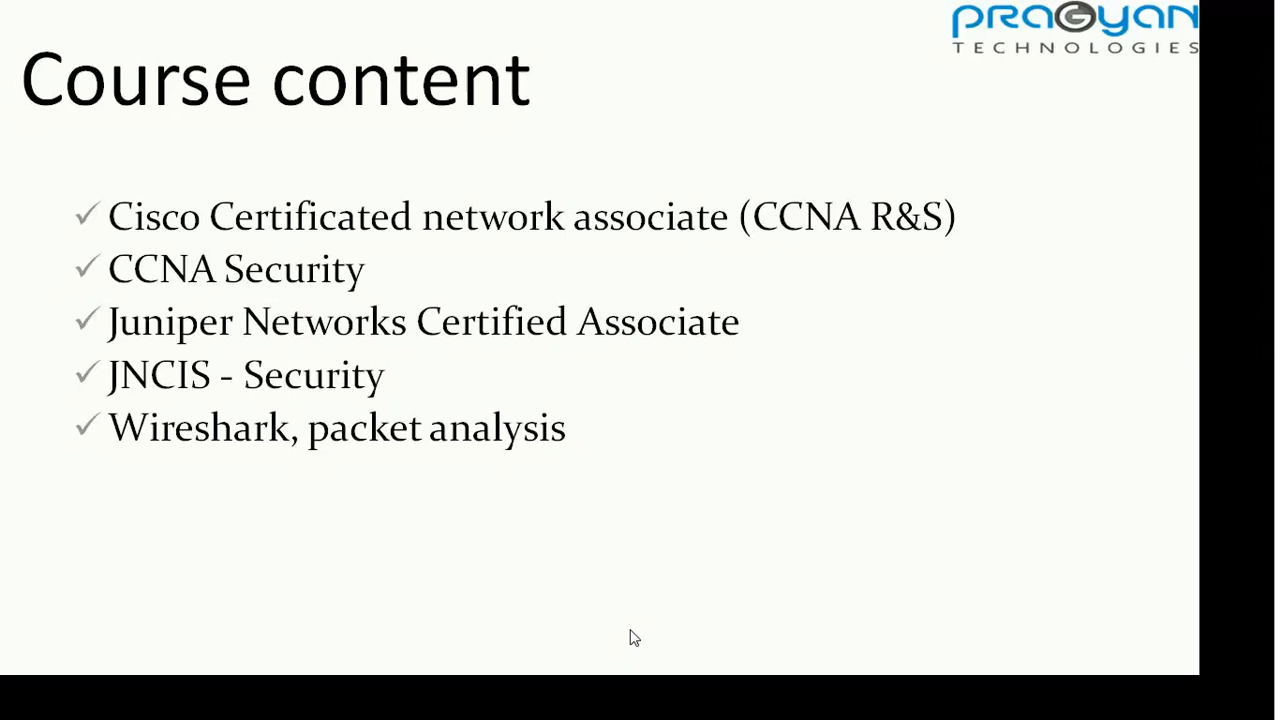 PraGyan
TECHNOLOGIES
Course content
Cisco Certificated network associate (CCNA R&S)
CCNA Security
Juniper Networks Certified Associate
JNCIS - Security
Wireshark, packet analysis